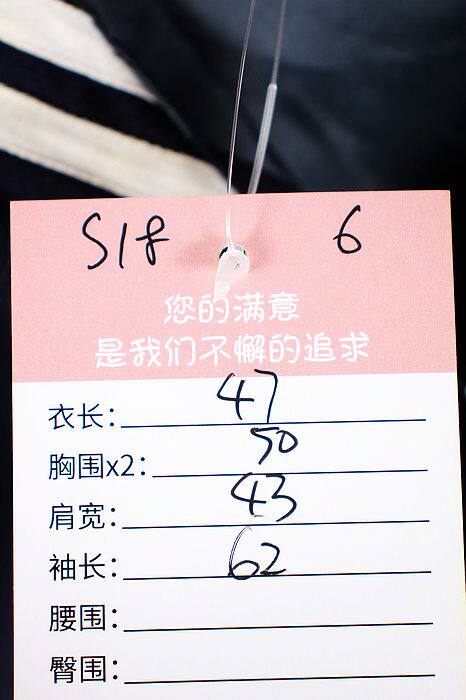 S18 6
您的满意
是我们不懈的追求
衣长: 47
胸围x2: 50
肩宽: 43
袖长: 62
腰围:
臀围: